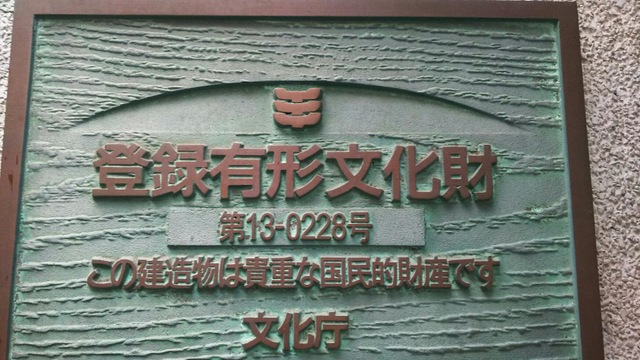 登録有形文化財
第13-0228号
この建造物は貴重な国民的財産です
文化庁